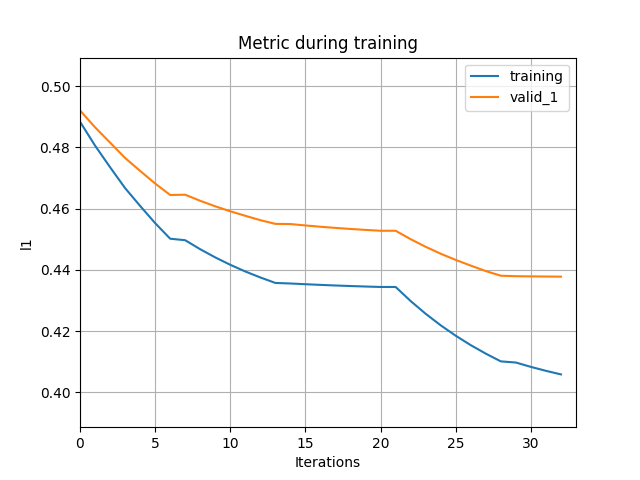 Metric during training
training
valid_1
0.50
0.48
0.46
0.44
0.42
0.40
l1
0 5 10 15 20 25 30
Iterations